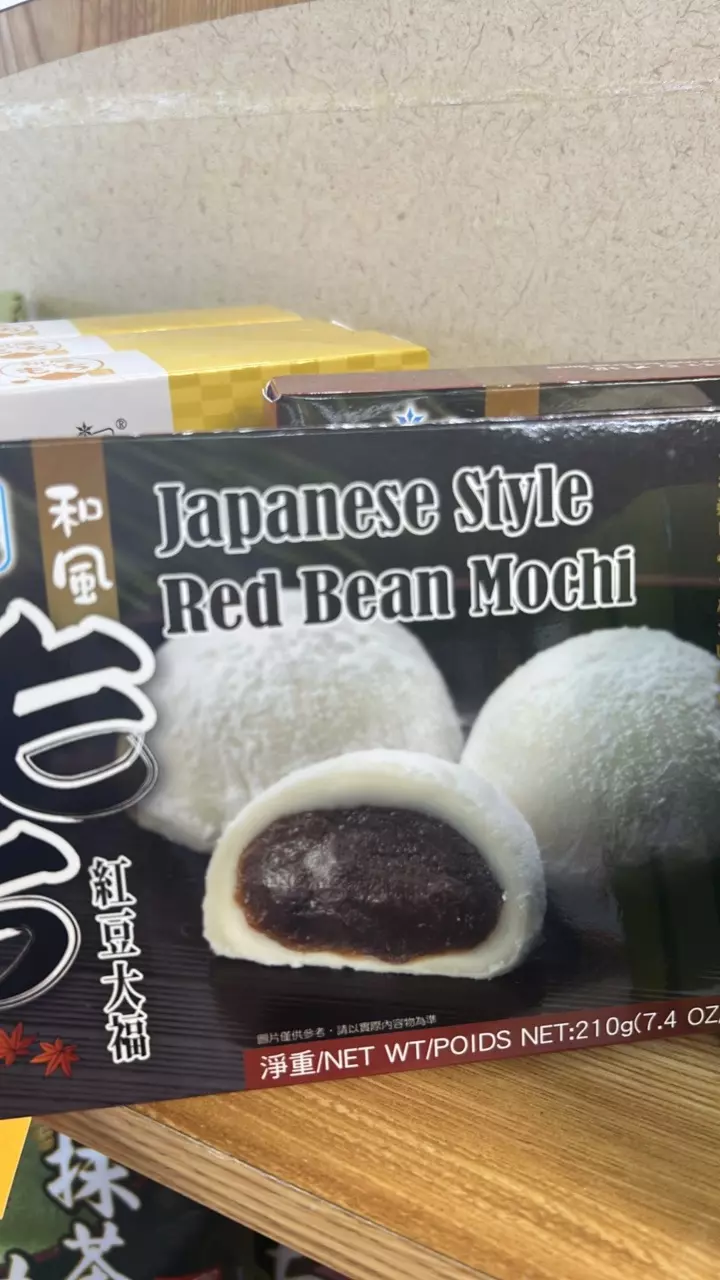 和風
Japanese Style
Red Bean Mochi
紅豆大福
圖片僅供參考，請以實際內容物為準
淨重/NET WT/POIDS NET:210g(7.4 OZ
抹茶